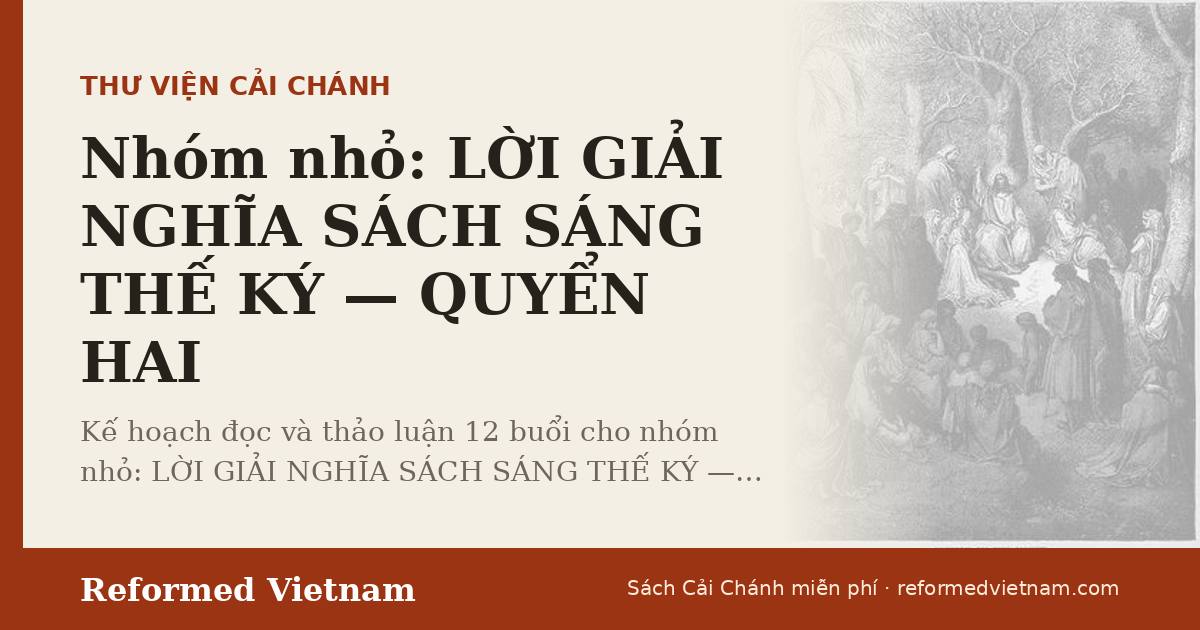 THƯ VIỆN CẢI CHÁNH
Nhóm nhỏ: LỜI GIẢI
NGHĨA SÁCH SÁNG
THẾ KÝ — QUYỂN
HAI
Kế hoạch đọc và thảo luận 12 buổi cho nhóm
nhỏ: LỜI GIẢI NGHĨA SÁCH SÁNG THẾ KÝ —...
Reformed Vietnam
Sách Cải Chánh miễn phí · reformedvietnam.com